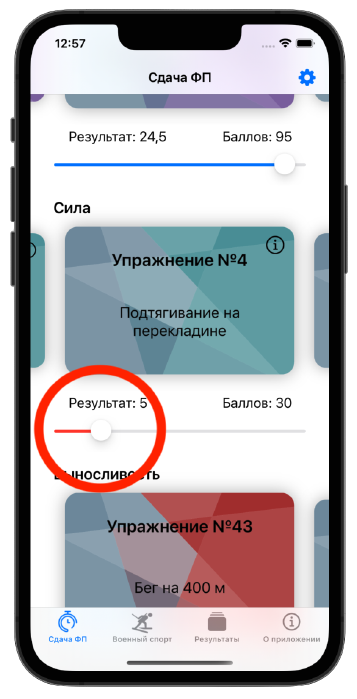 12:57
Сдача ФП
Результат: 24,5 Баллов: 95
Сила
Упражнение №4
Подтягивание на
перекладине
Результат: 5 Баллов: 30
Выносливость
Упражнение №43
Бег на 400 м
Сдача ФП Военный спорт Результаты О приложении